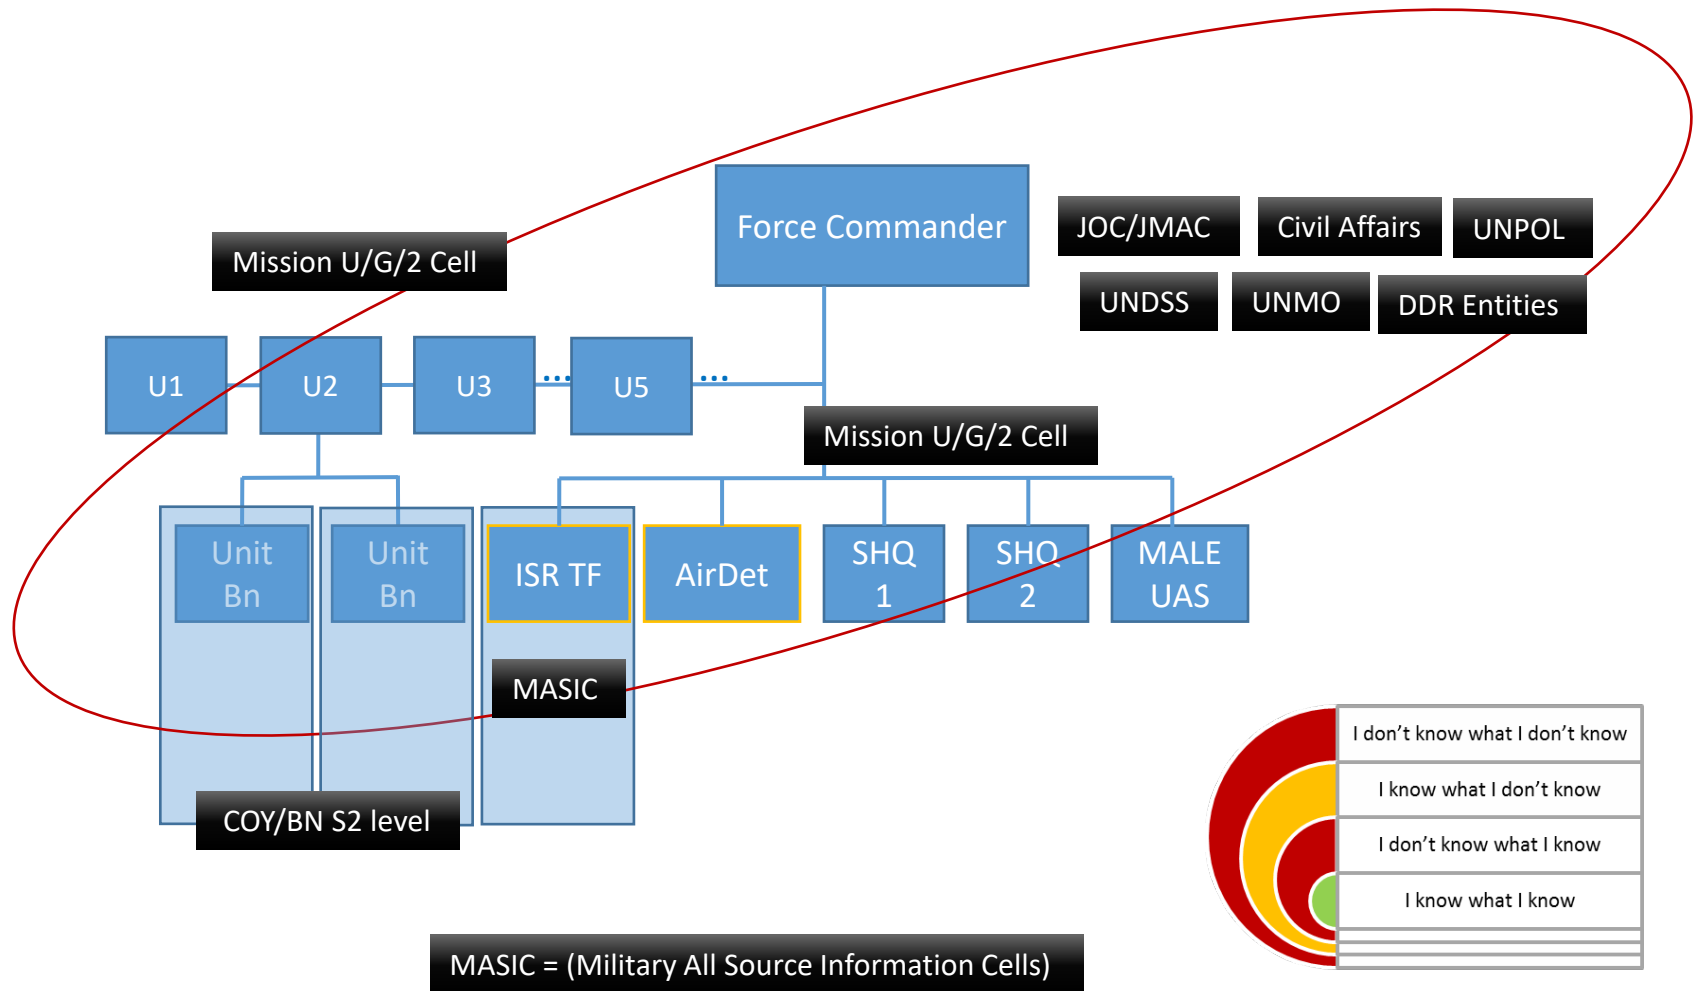 Force Commander
JOC/JMAC
Civil Affairs
UNPOL
Mission U/G/2 Cell
UNDSS
UNMO
DDR Entities
U1
U2
U3
...
U5
...
Mission U/G/2 Cell
Unit
Bn
Unit
Bn
ISR TF
AirDet
SHQ
1
SHQ
2
MALE
UAS
MASIC
COY/BN S2 level
I don’t know what I don’t know
I know what I don’t know
I don’t know what I know
I know what I know
MASIC = (Military All Source Information Cells)